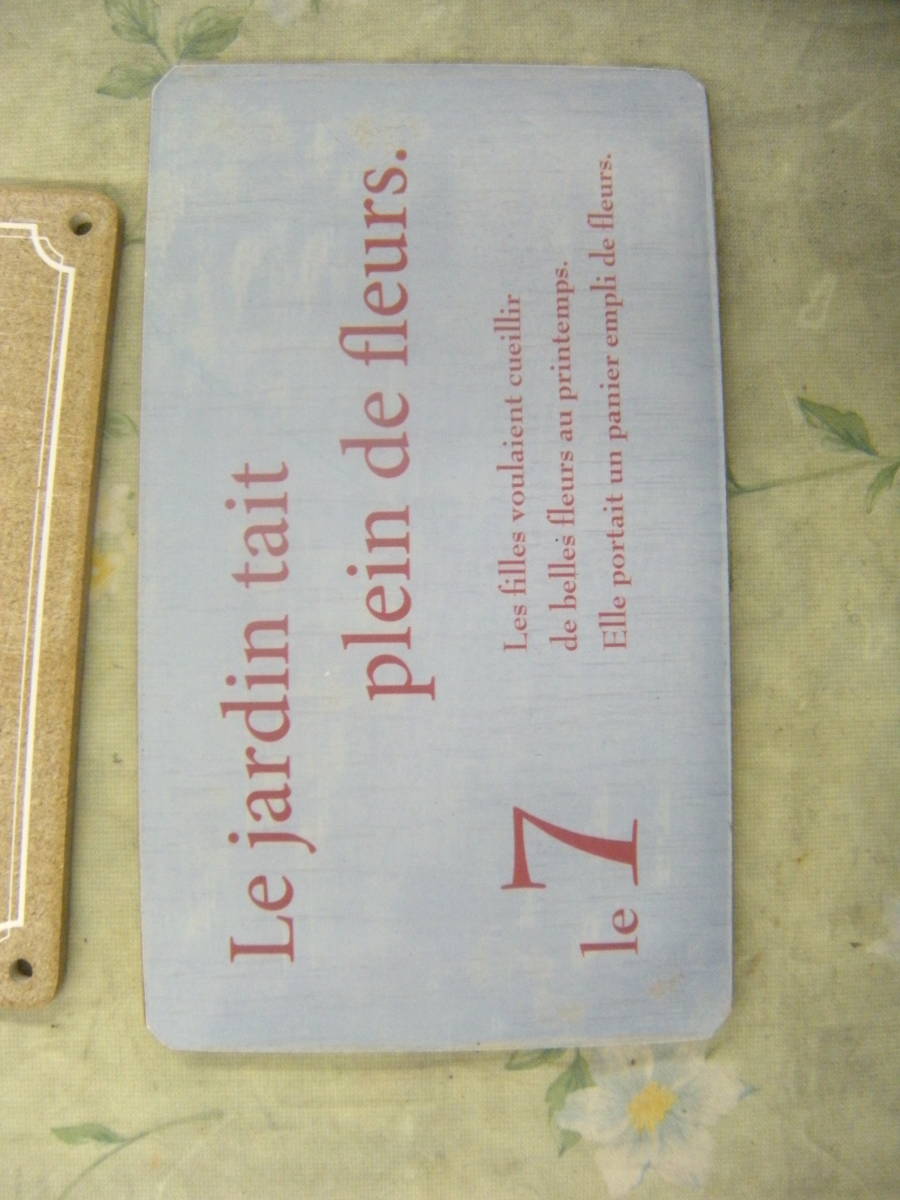 Le jardin tait
plein de fleurs.
le 7
Les filles voulaient cueillir
de belles fleurs au printemps.
Elle portait un panier empli de fleurs.